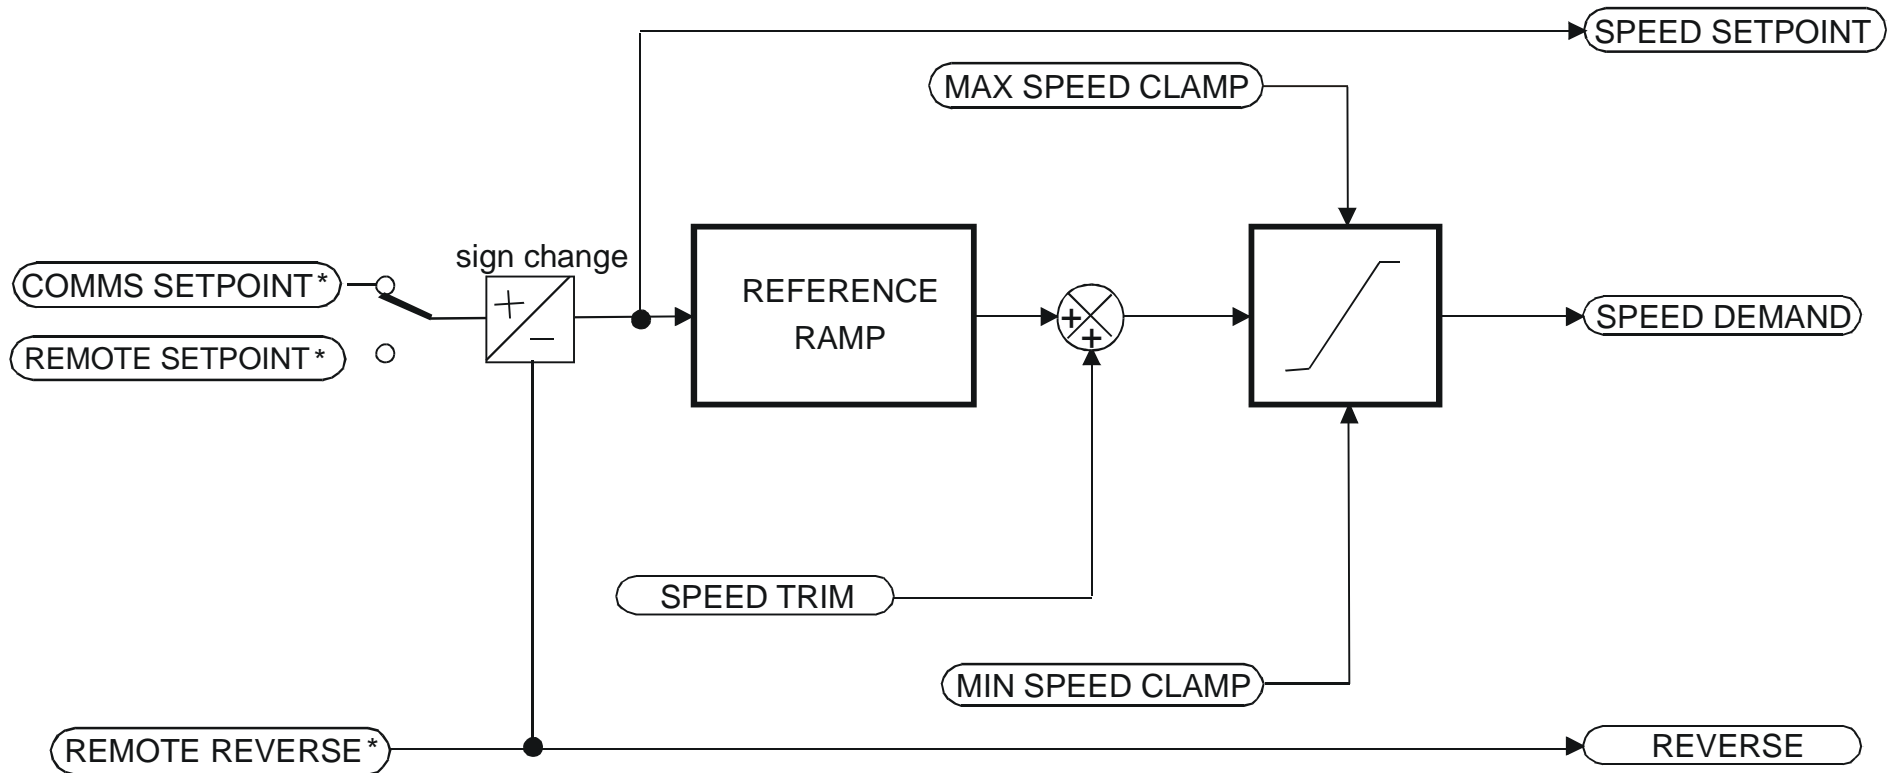 SPEED SETPOINT
MAX SPEED CLAMP
sign change
COMMS SETPOINT*
REMOTE SETPOINT*
+
−
REFERENCE
RAMP
+
+
SPEED DEMAND
SPEED TRIM
MIN SPEED CLAMP
REMOTE REVERSE*
REVERSE